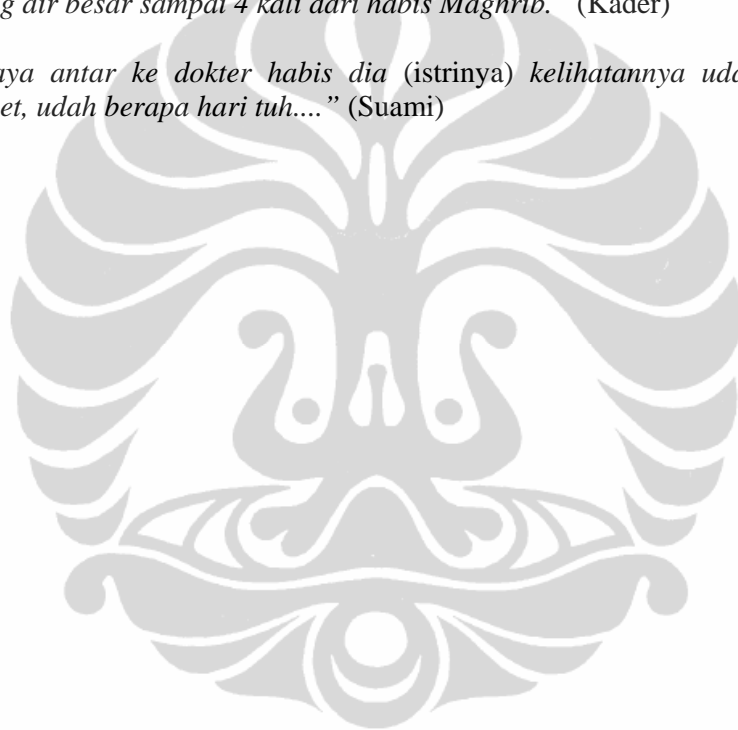 g air besar sampai 4 kali dari habis Maghrib." (Kader)
aya antar ke dokter habis dia (istrinya) kelihatannya uda
et, udah berapa hari tuh...." (Suami)